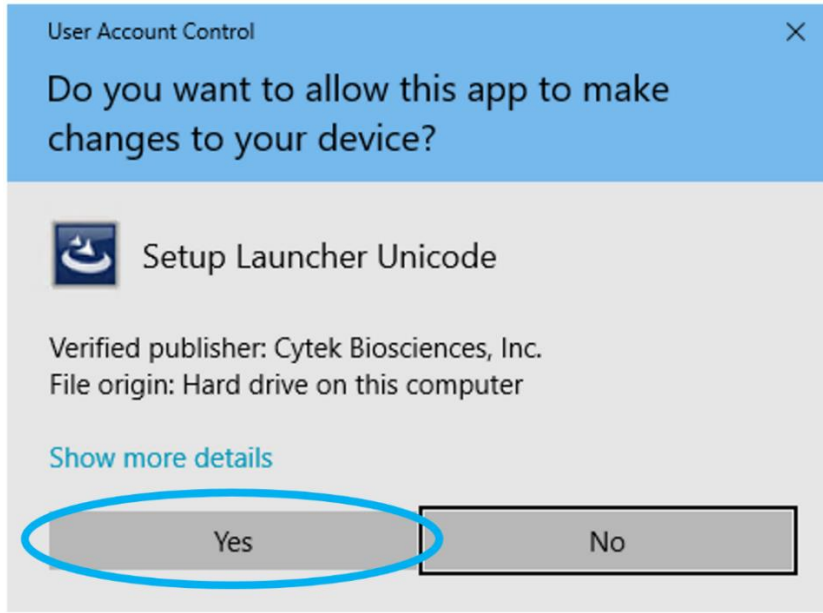 User Account Control
Do you want to allow this app to make
changes to your device?
Setup Launcher Unicode
Verified publisher: Cytek Biosciences, Inc.
File origin: Hard drive on this computer
Show more details
Yes No